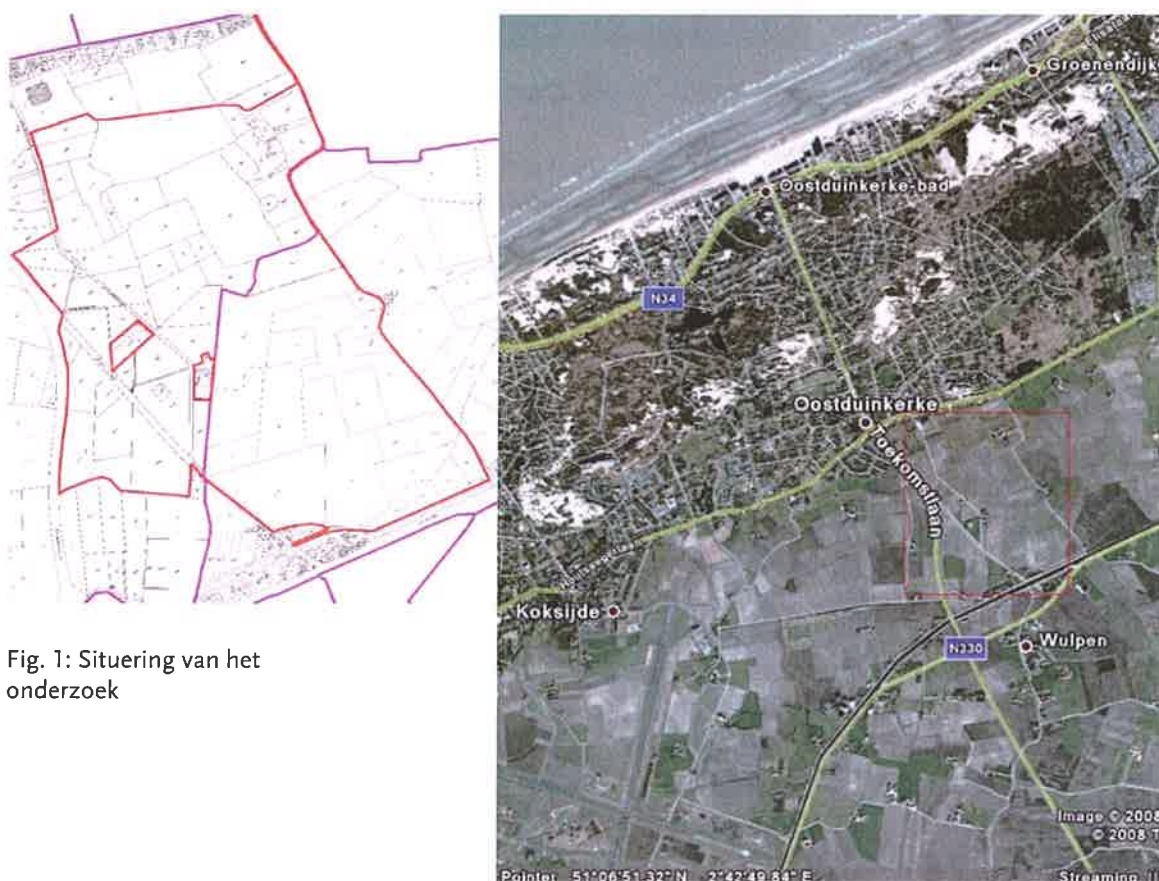 Groenendijk
Oostduinkerke-bad
N34
Oostduinkerke
Toekomstlaan
Koksijde
Wulpen
N330
Fig. 1: Situering van het
onderzoek
Image © 2008
© 2008 T
Pointer 51°06'51.32" N 2°42'49.84" E
Streaming